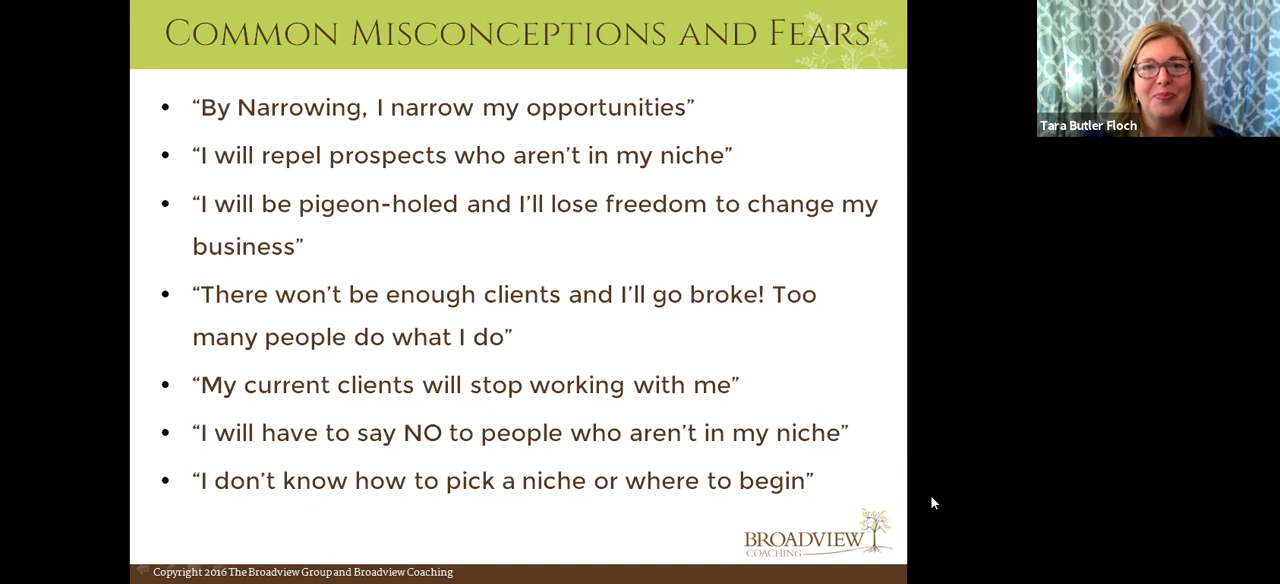 COMMON MISCONCEPTIONS AND FEARS
Tara Butler Floch
• “By Narrowing, I narrow my opportunities”
• “I will repel prospects who aren’t in my niche”
• “I will be pigeon-holed and I’ll lose freedom to change my
business”
• “There won’t be enough clients and I’ll go broke! Too
many people do what I do”
• “My current clients will stop working with me”
• “I will have to say NO to people who aren’t in my niche”
• “I don’t know how to pick a niche or where to begin”
BROADVIEW
COACHING
Copyright 2016 The Broadview Group and Broadview Coaching